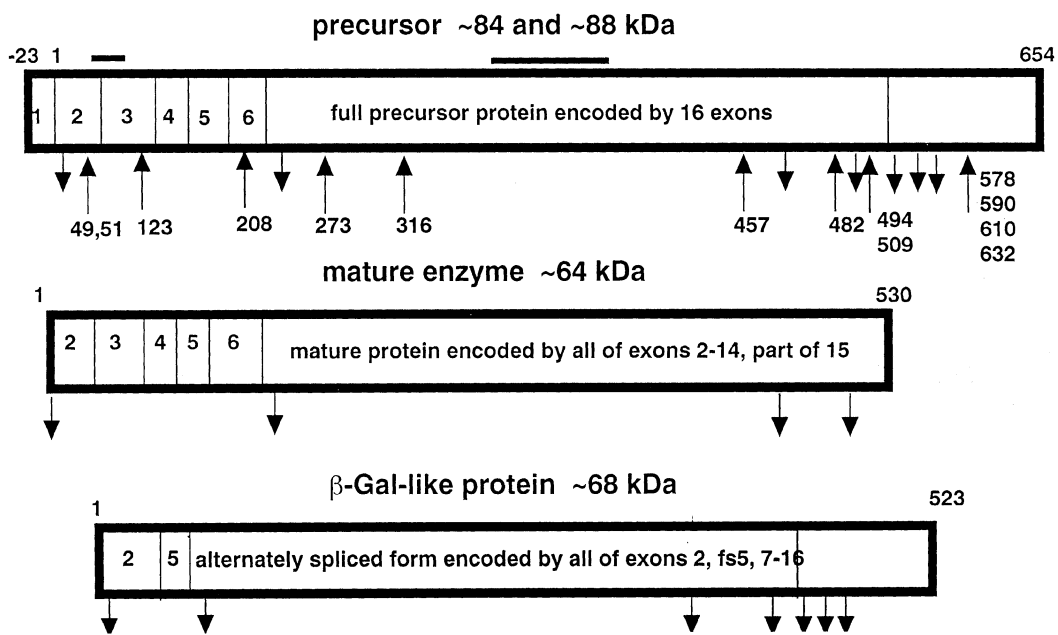 precursor ~84 and ~88 kDa
-23 1 654
1 2 3 4 5 6 full precursor protein encoded by 16 exons
49,51 123 208 273 316 457 482 494 578
509 590
610
632
mature enzyme ~64 kDa
1 530
2 3 4 5 6 mature protein encoded by all of exons 2-14, part of 15
β-Gal-like protein ~68 kDa
1 523
2 5 alternately spliced form encoded by all of exons 2, fs5, 7-16